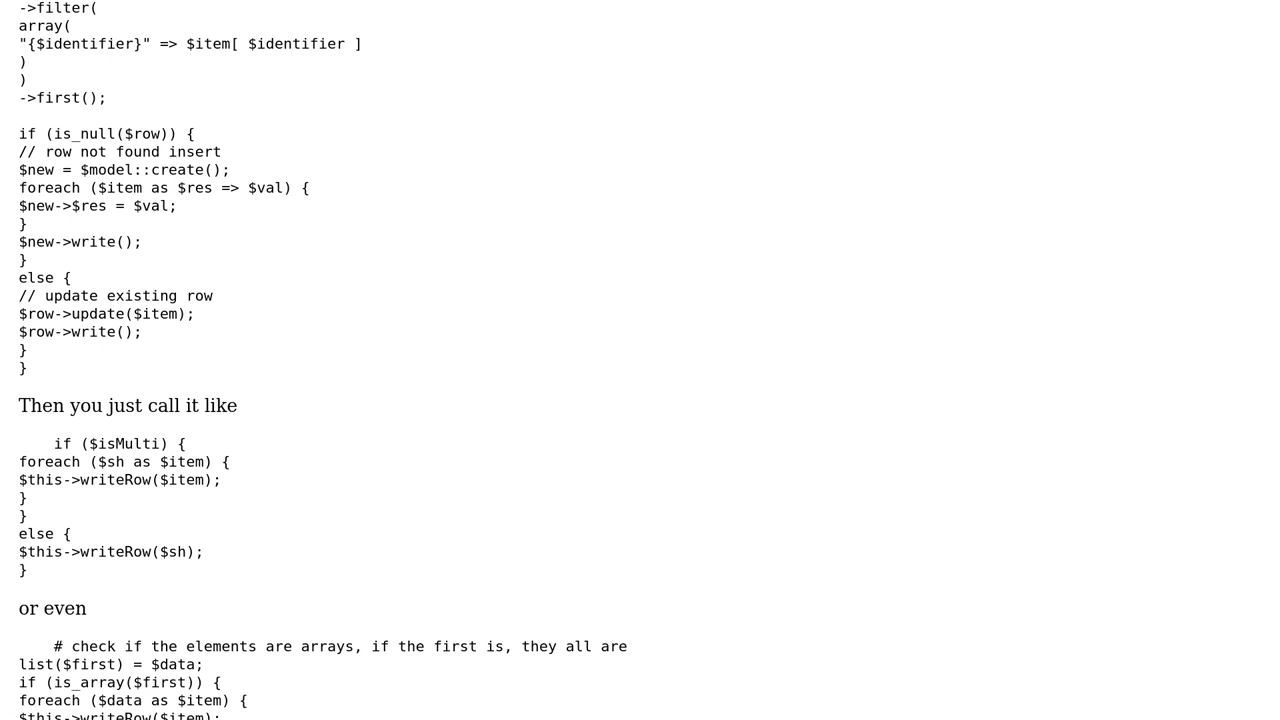 ->filter(
array(
"{$identifier}" => $item[ $identifier ]
)
)
->first();
if (is_null($row)) {
// row not found insert
$new = $model::create();
foreach ($item as $res => $val) {
$new->$res = $val;
}
$new->write();
}
else {
// update existing row
$row->update($item);
$row->write();
}
}
Then you just call it like
if ($isMulti) {
foreach ($sh as $item) {
$this->writeRow($item);
}
}
else {
$this->writeRow($sh);
}
or even
# check if the elements are arrays, if the first is, they all are
list($first) = $data;
if (is_array($first)) {
foreach ($data as $item) {
$this->writeRow($item);